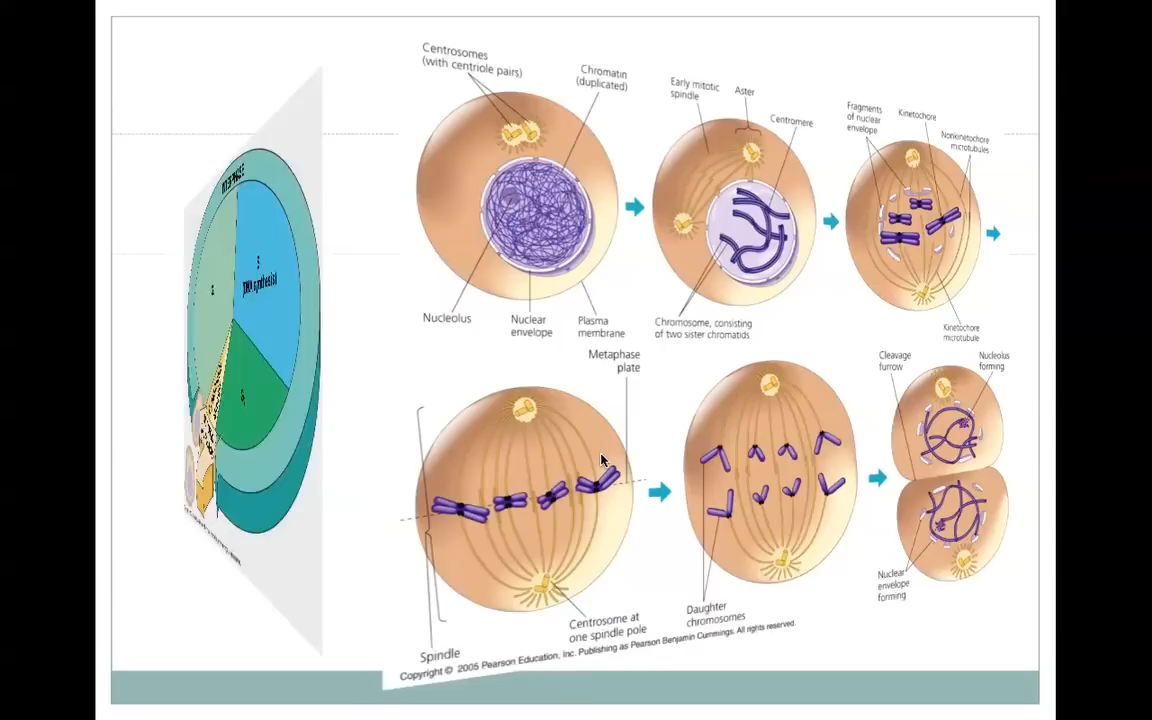 Centrosomes
(with centriole pairs)
Chromatin
(duplicated)
Early mitotic
spindle
Aster
Centromere
Fragments
of nuclear
envelope
Kinetochore
Nonkinetochore
microtubules
INTERPHASE
S
(DNA synthesis)
G
G
Nucleolus
Nuclear
envelope
Plasma
membrane
Chromosome, consisting
of two sister chromatids
Kinetochore
microtubule
Metaphase
plate
Cleavage
furrow
Nucleolus
forming
Spindle
Centrosome at
one spindle pole
Daughter
chromosomes
Nuclear
envelope
forming
Copyright © 2005 Pearson Education, Inc. Publishing as Pearson Benjamin Cummings. All rights reserved.